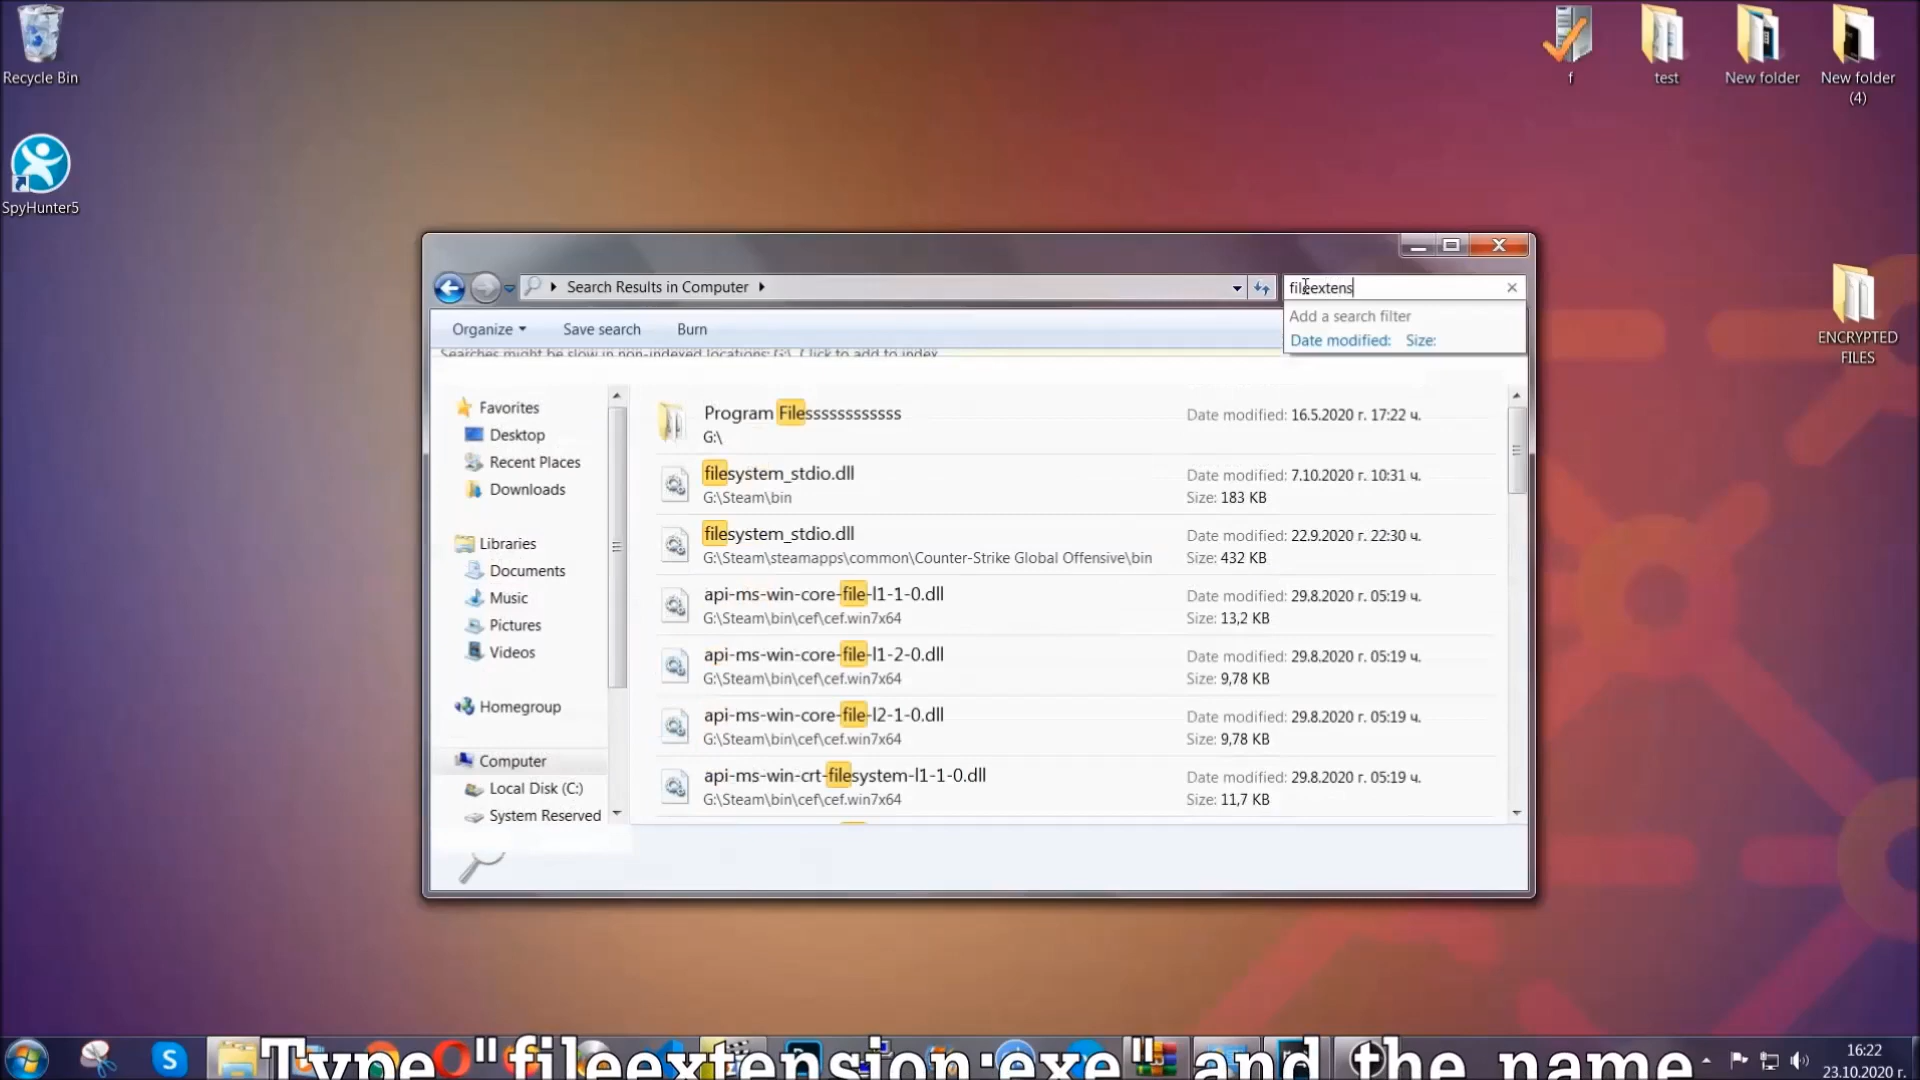 Recycle Bin
f
test
New folder
New folder
(4)
SpyHunter5
Search Results in Computer
fileextens
Organize
Save search
Burn
Add a search filter
Date modified: Size:
Searches might be slow in non-indexed locations: G:\. Click to add to index...
ENCRYPTED
FILES
Favorites
Desktop
Recent Places
Downloads
Libraries
Documents
Music
Pictures
Videos
Homegroup
Computer
Local Disk (C:)
System Reserved
Program Filessssssssssss
G:\
Date modified: 16.5.2020 г. 17:22 ч.
filesystem_stdio.dll
G:\Steam\bin
Date modified: 7.10.2020 г. 10:31 ч.
Size: 183 KB
filesystem_stdio.dll
G:\Steam\steamapps\common\Counter-Strike Global Offensive\bin
Date modified: 22.9.2020 г. 22:30 ч.
Size: 432 KB
api-ms-win-core-file-l1-1-0.dll
G:\Steam\bin\cef\cef.win7x64
Date modified: 29.8.2020 г. 05:19 ч.
Size: 13,2 KB
api-ms-win-core-file-l1-2-0.dll
G:\Steam\bin\cef\cef.win7x64
Date modified: 29.8.2020 г. 05:19 ч.
Size: 9,78 KB
api-ms-win-core-file-l2-1-0.dll
G:\Steam\bin\cef\cef.win7x64
Date modified: 29.8.2020 г. 05:19 ч.
Size: 9,78 KB
api-ms-win-crt-filesystem-l1-1-0.dll
G:\Steam\bin\cef\cef.win7x64
Date modified: 29.8.2020 г. 05:19 ч.
Size: 11,7 KB
Type "fileextension:exe" and the name
16:22
23.10.2020 г.